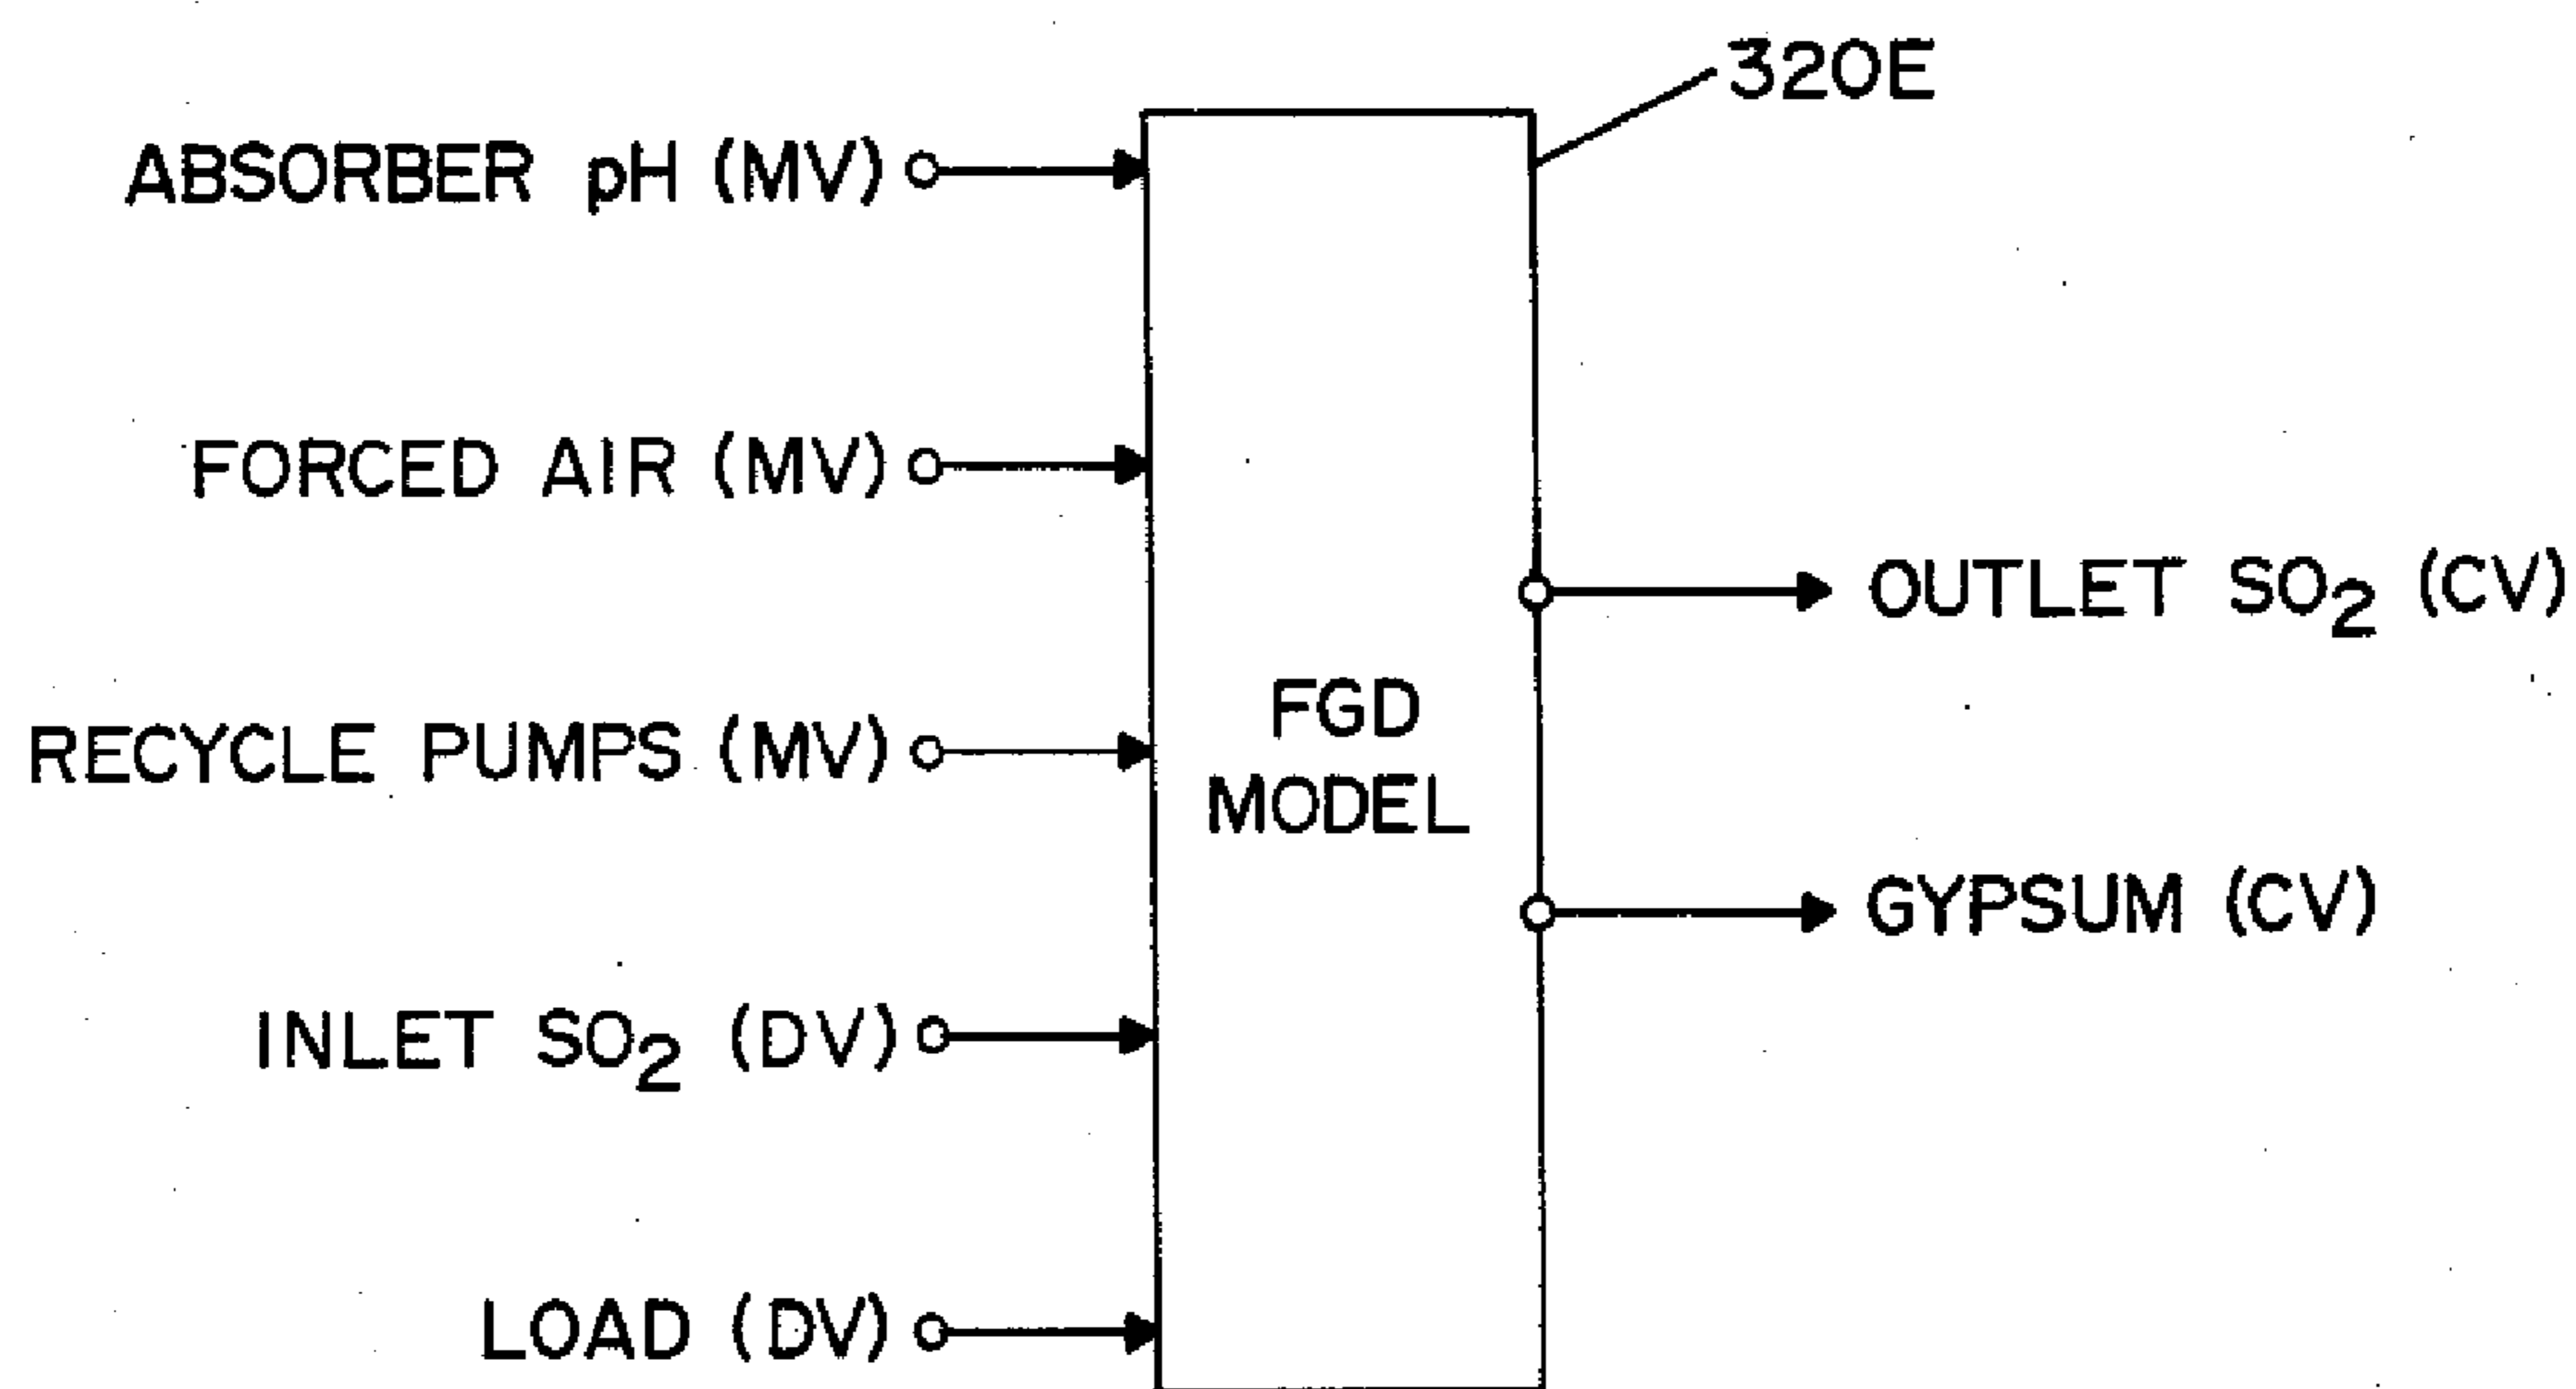 320E
ABSORBER pH (MV)
FORCED AIR (MV)
RECYCLE PUMPS (MV)
INLET SO₂ (DV)
LOAD (DV)
FGD
MODEL
OUTLET SO₂ (CV)
GYPSUM (CV)